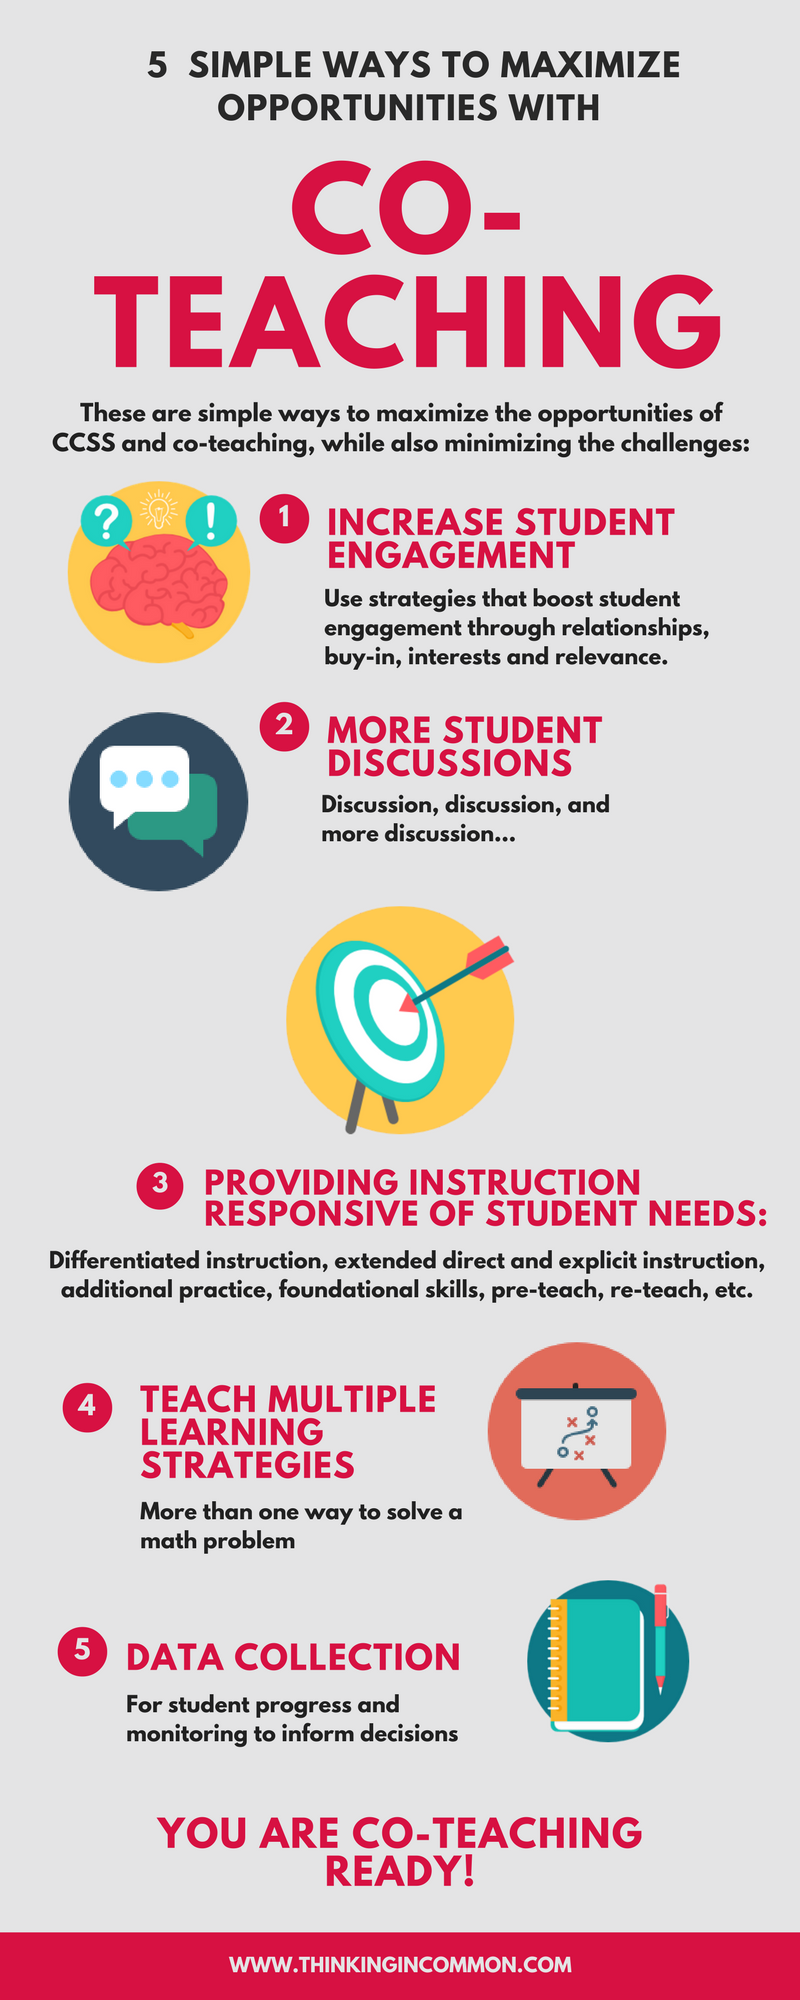 5 SIMPLE WAYS TO MAXIMIZE
OPPORTUNITIES WITH
CO-
TEACHING
These are simple ways to maximize the opportunities of
CCSS and co-teaching, while also minimizing the challenges:
?
!
1
INCREASE STUDENT
ENGAGEMENT
Use strategies that boost student
engagement through relationships,
buy-in, interests and relevance.
2
MORE STUDENT
DISCUSSIONS
Discussion, discussion, and
more discussion...
3
PROVIDING INSTRUCTION
RESPONSIVE OF STUDENT NEEDS:
Differentiated instruction, extended direct and explicit instruction,
additional practice, foundational skills, pre-teach, re-teach, etc.
4
TEACH MULTIPLE
LEARNING
STRATEGIES
More than one way to solve a
math problem
5
DATA COLLECTION
For student progress and
monitoring to inform decisions
YOU ARE CO-TEACHING
READY!
WWW.THINKINGINCOMMON.COM